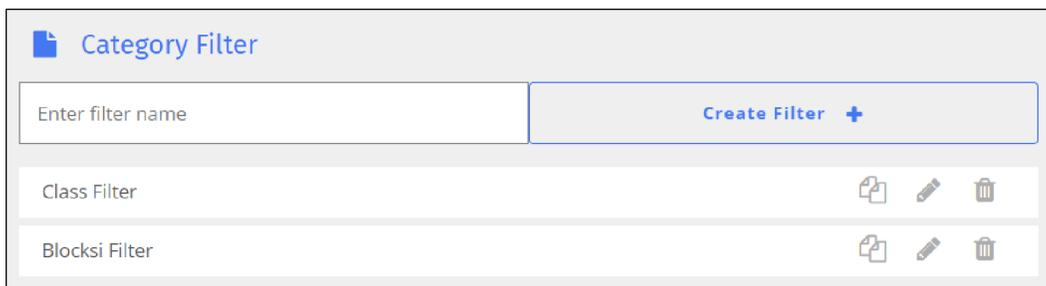 Category Filter
Enter filter name
Create Filter
Class Filter
Blocksi Filter